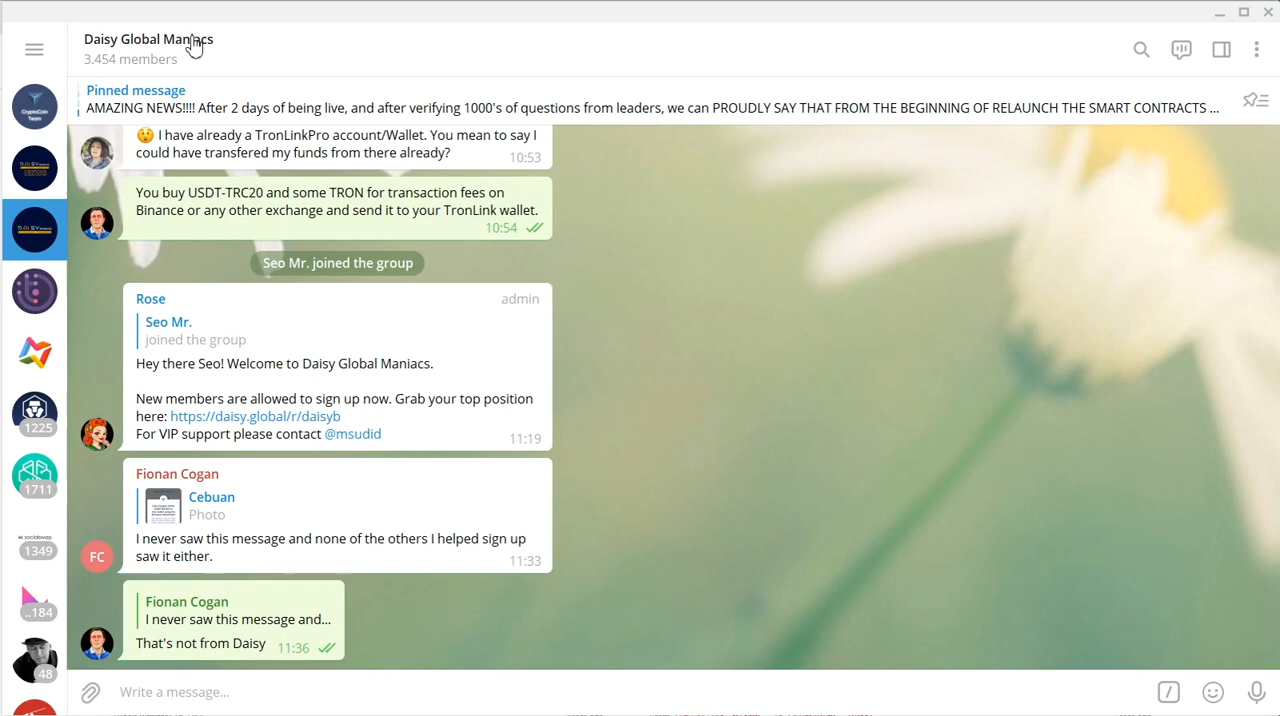 Daisy Global Maniacs
3.454 members
Pinned message
AMAZING NEWS!!!! After 2 days of being live, and after verifying 1000's of questions from leaders, we can PROUDLY SAY THAT FROM THE BEGINNING OF RELAUNCH THE SMART CONTRACTS ...
😲 I have already a TronLinkPro account/Wallet. You mean to say I
could have transfered my funds from there already?
10:53
You buy USDT-TRC20 and some TRON for transaction fees on
Binance or any other exchange and send it to your TronLink wallet.
10:54
Seo Mr. joined the group
Rose admin
Seo Mr.
joined the group
Hey there Seo! Welcome to Daisy Global Maniacs.
New members are allowed to sign up now. Grab your top position
here: https://daisy.global/r/daisyb
For VIP support please contact @msudid
11:19
Fionan Cogan
Cebuan
Photo
I never saw this message and none of the others I helped sign up
saw it either.
11:33
FC
Fionan Cogan
I never saw this message and...
That's not from Daisy
11:36
Write a message...
CryptoCoin
Team
DAISY
DAISY
1225
1711
1349
..184
48